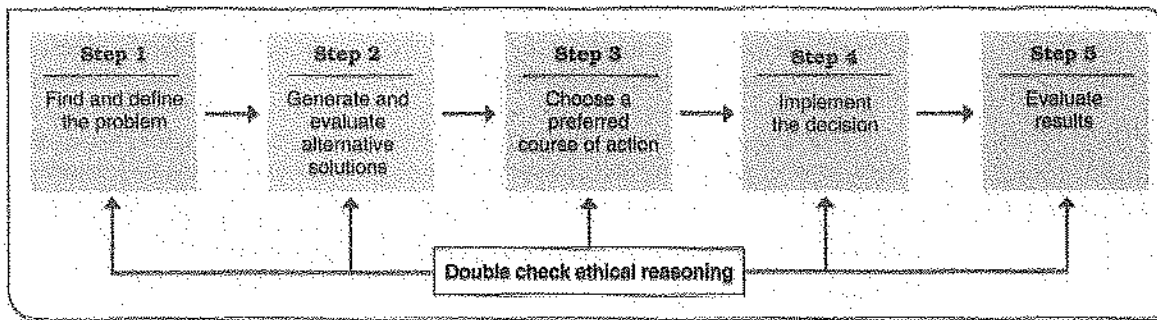 Step 1
Find and define
the problem
Step 2
Generate and
evaluate
alternative
solutions
Step 3
Choose a
preferred
course of action
Step 4
Implement
the decision
Step 5
Evaluate
results
Double check ethical reasoning